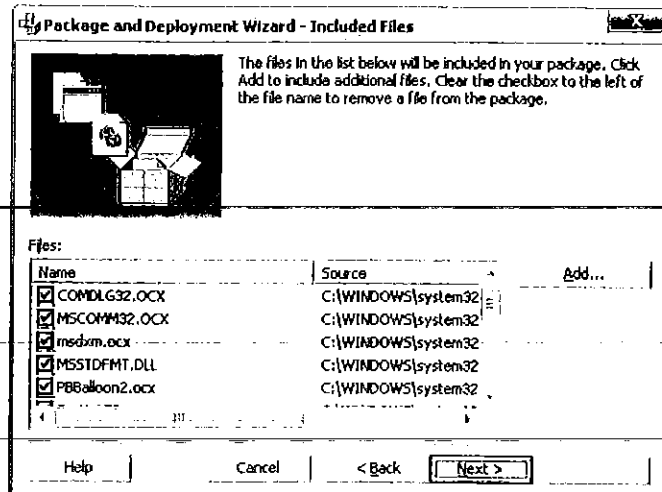 Package and Deployment Wizard - Included Files
The files in the list below will be included in your package. Click
Add to include additional files. Clear the checkbox to the left of
the file name to remove a file from the package.
Files:
Name Source Add...
COMDLG32.OCX C:\WINDOWS\system32
MSCOMM32.OCX C:\WINDOWS\system32
msdxm.ocx C:\WINDOWS\system32
MSSTDFMT.DLL C:\WINDOWS\system32
PBBalloon2.ocx C:\WINDOWS\system32
Help Cancel < Back Next >